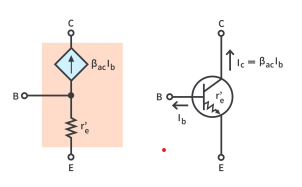 C
β_ac I_b
B
r'_e
E
C
I_c = β_ac I_b
B
r'_e
I_b
E